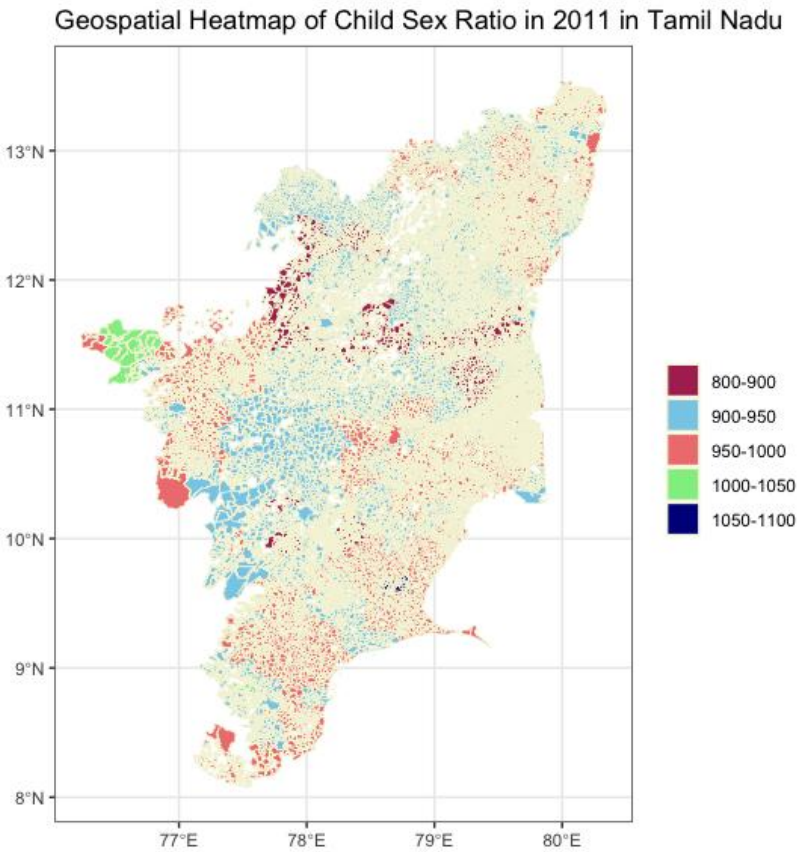 Geospatial Heatmap of Child Sex Ratio in 2011 in Tamil Nadu
13°N
12°N
11°N
10°N
9°N
8°N
77°E
78°E
79°E
80°E
800-900
900-950
950-1000
1000-1050
1050-1100